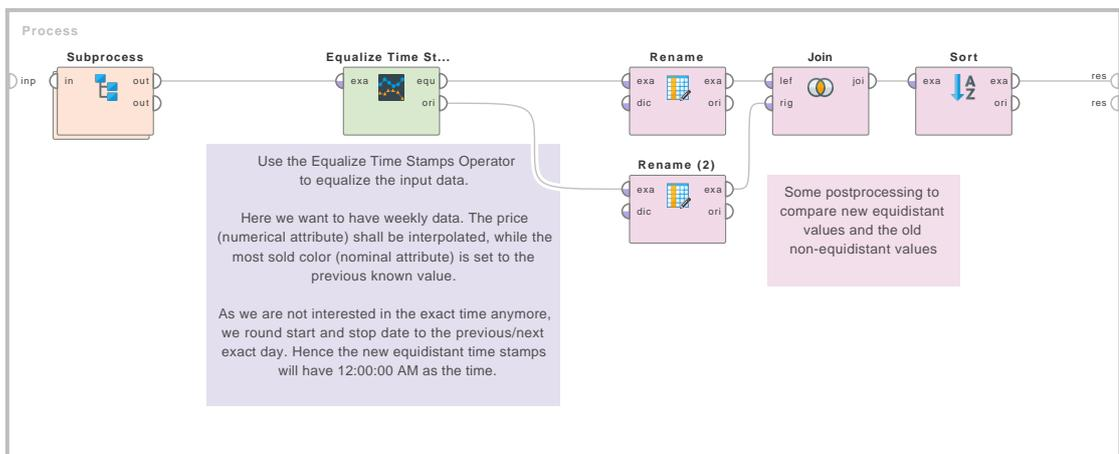 Process
Subprocess
Equalize Time St...
Rename
Join
Sort
inp
in
out
out
exa
equ
ori
exa
exa
dic
ori
lef
joi
rig
exa
exa
ori
res
res
Rename (2)
exa
exa
dic
ori
Use the Equalize Time Stamps Operator
to equalize the input data.
Here we want to have weekly data. The price
(numerical attribute) shall be interpolated, while the
most sold color (nominal attribute) is set to the
previous known value.
As we are not interested in the exact time anymore,
we round start and stop date to the previous/next
exact day. Hence the new equidistant time stamps
will have 12:00:00 AM as the time.
Some postprocessing to
compare new equidistant
values and the old
non-equidistant values
A
Z